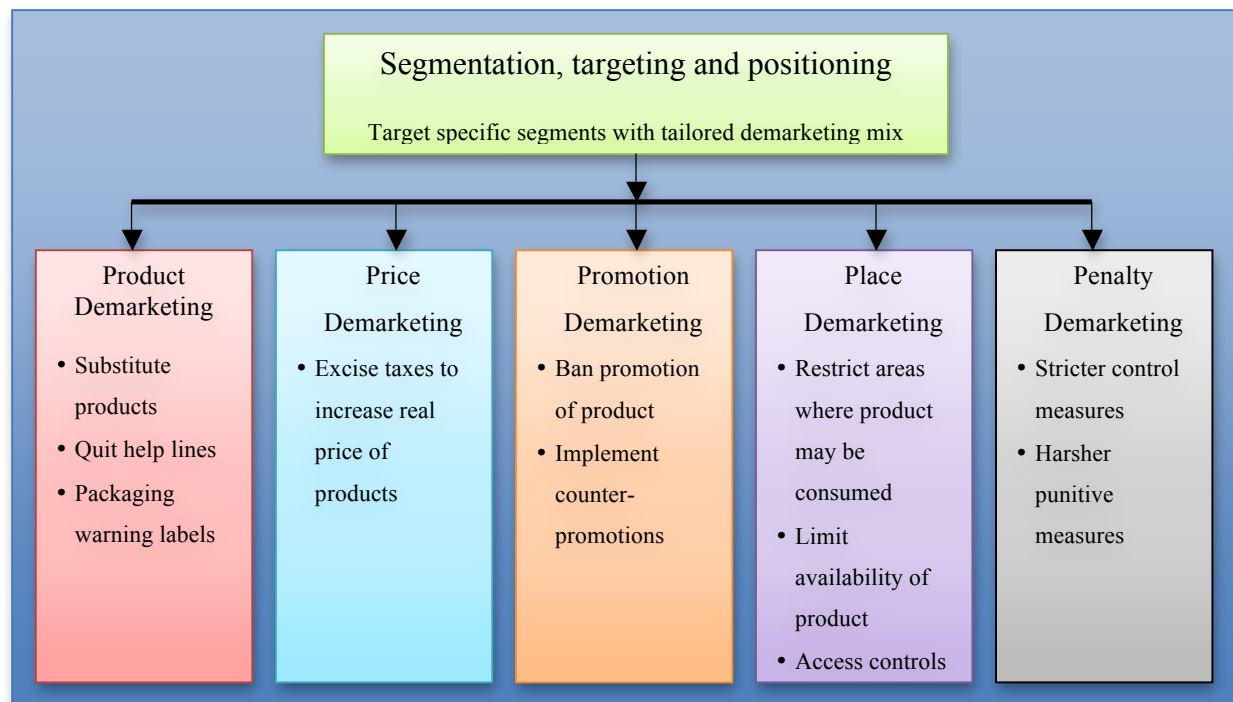 Segmentation, targeting and positioning
Target specific segments with tailored demarketing mix
Product
Demarketing
• Substitute
products
• Quit help lines
• Packaging
warning labels
Price
Demarketing
• Excise taxes to
increase real
price of
products
Promotion
Demarketing
• Ban promotion
of product
• Implement
counter-
promotions
Place
Demarketing
• Restrict areas
where product
may be
consumed
• Limit
availability of
product
• Access controls
Penalty
Demarketing
• Stricter control
measures
• Harsher
punitive
measures